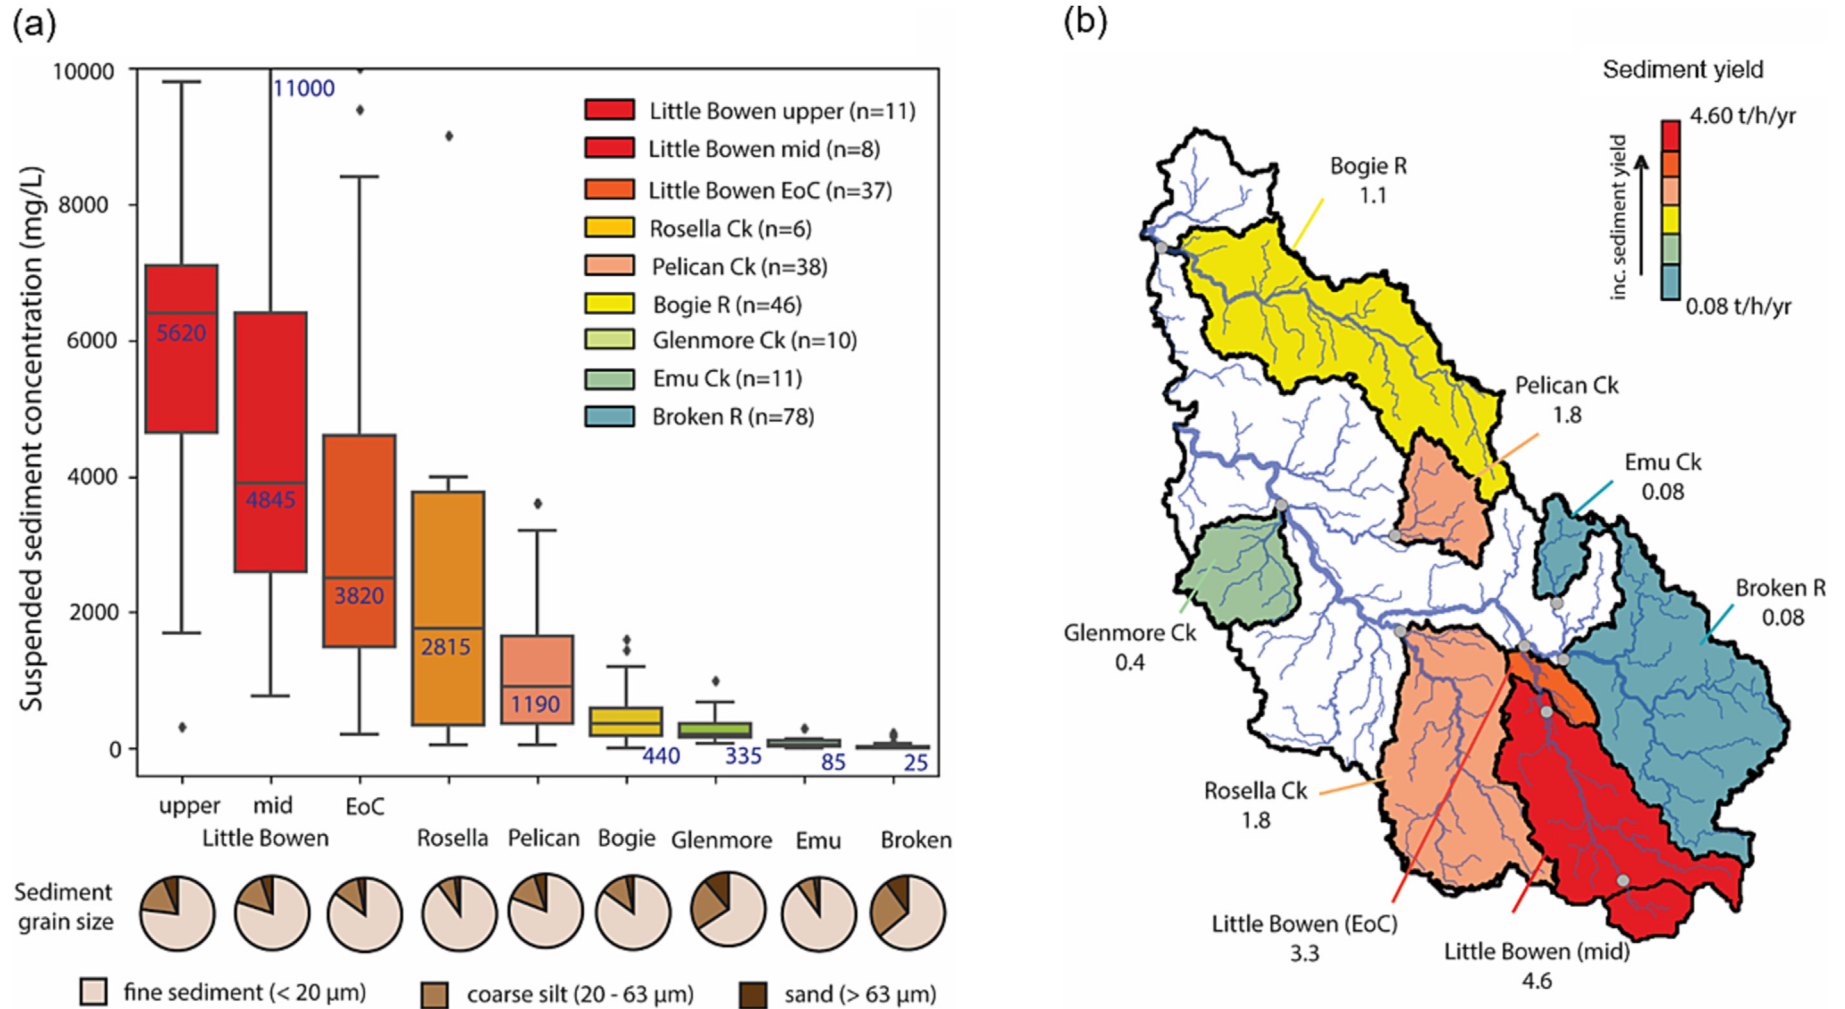 (a)
Suspended sediment concentration (mg/L)
10000
8000
6000
4000
2000
0
11000
5620
4845
3820
2815
1190
440
335
85
25
Little Bowen upper (n=11)
Little Bowen mid (n=8)
Little Bowen EoC (n=37)
Rosella Ck (n=6)
Pelican Ck (n=38)
Bogie R (n=46)
Glenmore Ck (n=10)
Emu Ck (n=11)
Broken R (n=78)
upper mid EoC
Little Bowen Rosella Pelican Bogie Glenmore Emu Broken
Sediment
grain size
fine sediment (< 20 µm) coarse silt (20 - 63 µm) sand (> 63 µm)
(b)
Sediment yield
4.60 t/h/yr
inc. sediment yield
0.08 t/h/yr
Bogie R
1.1
Pelican Ck
1.8
Emu Ck
0.08
Broken R
0.08
Glenmore Ck
0.4
Rosella Ck
1.8
Little Bowen (EoC)
3.3
Little Bowen (mid)
4.6